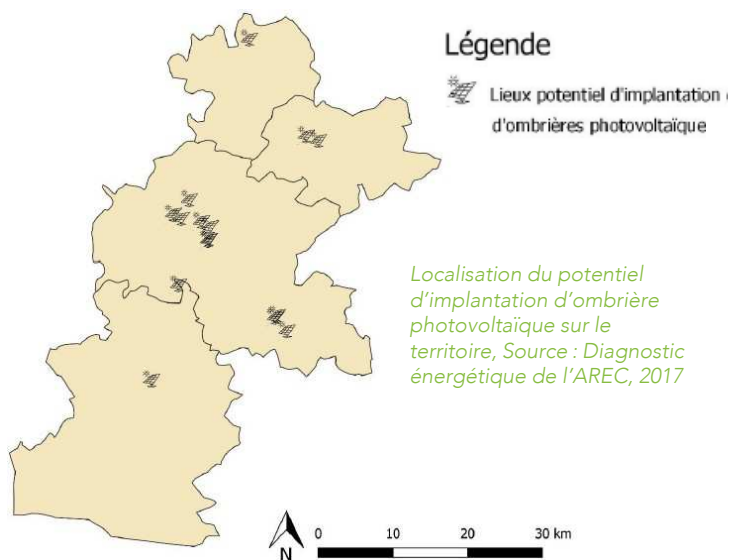 Légende
Lieux potentiel d'implantation
d'ombrières photovoltaïque
Localisation du potentiel
d'implantation d'ombrière
photovoltaïque sur le
territoire, Source : Diagnostic
énergétique de l'AREC, 2017
N
0 10 20 30 km